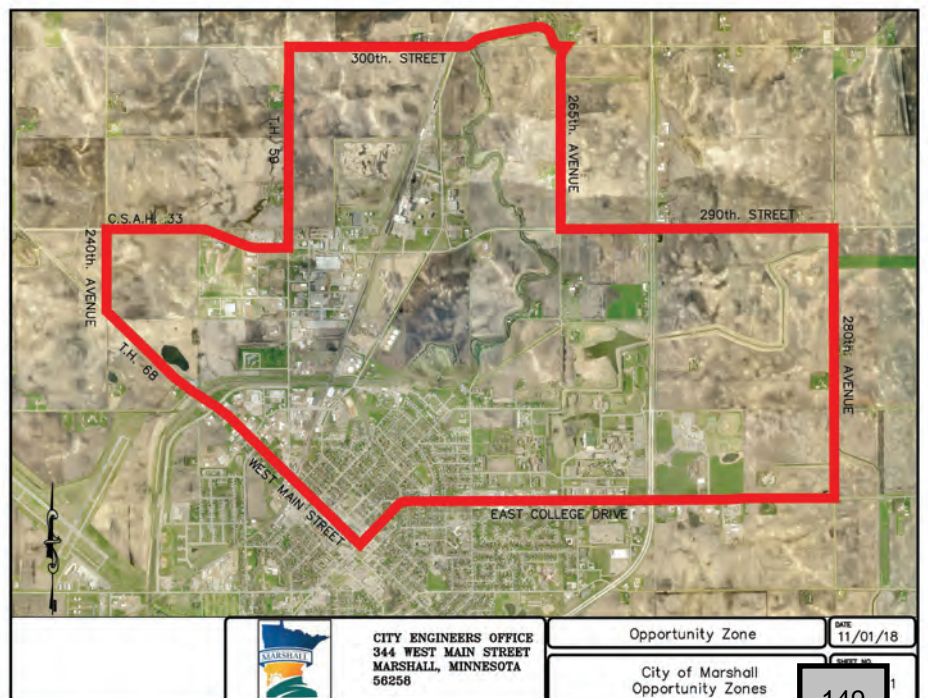 300th. STREET
T.H. 59
265th. AVENUE
C.S.A.H. 33
290th. STREET
240th. AVENUE
T.H. 68
280th. AVENUE
WEST MAIN STREET
EAST COLLEGE DRIVE
MARSHALL
CITY ENGINEERS OFFICE
344 WEST MAIN STREET
MARSHALL, MINNESOTA
56258
Opportunity Zone
DATE
11/01/18
City of Marshall
Opportunity Zones
SHEET NO.
1